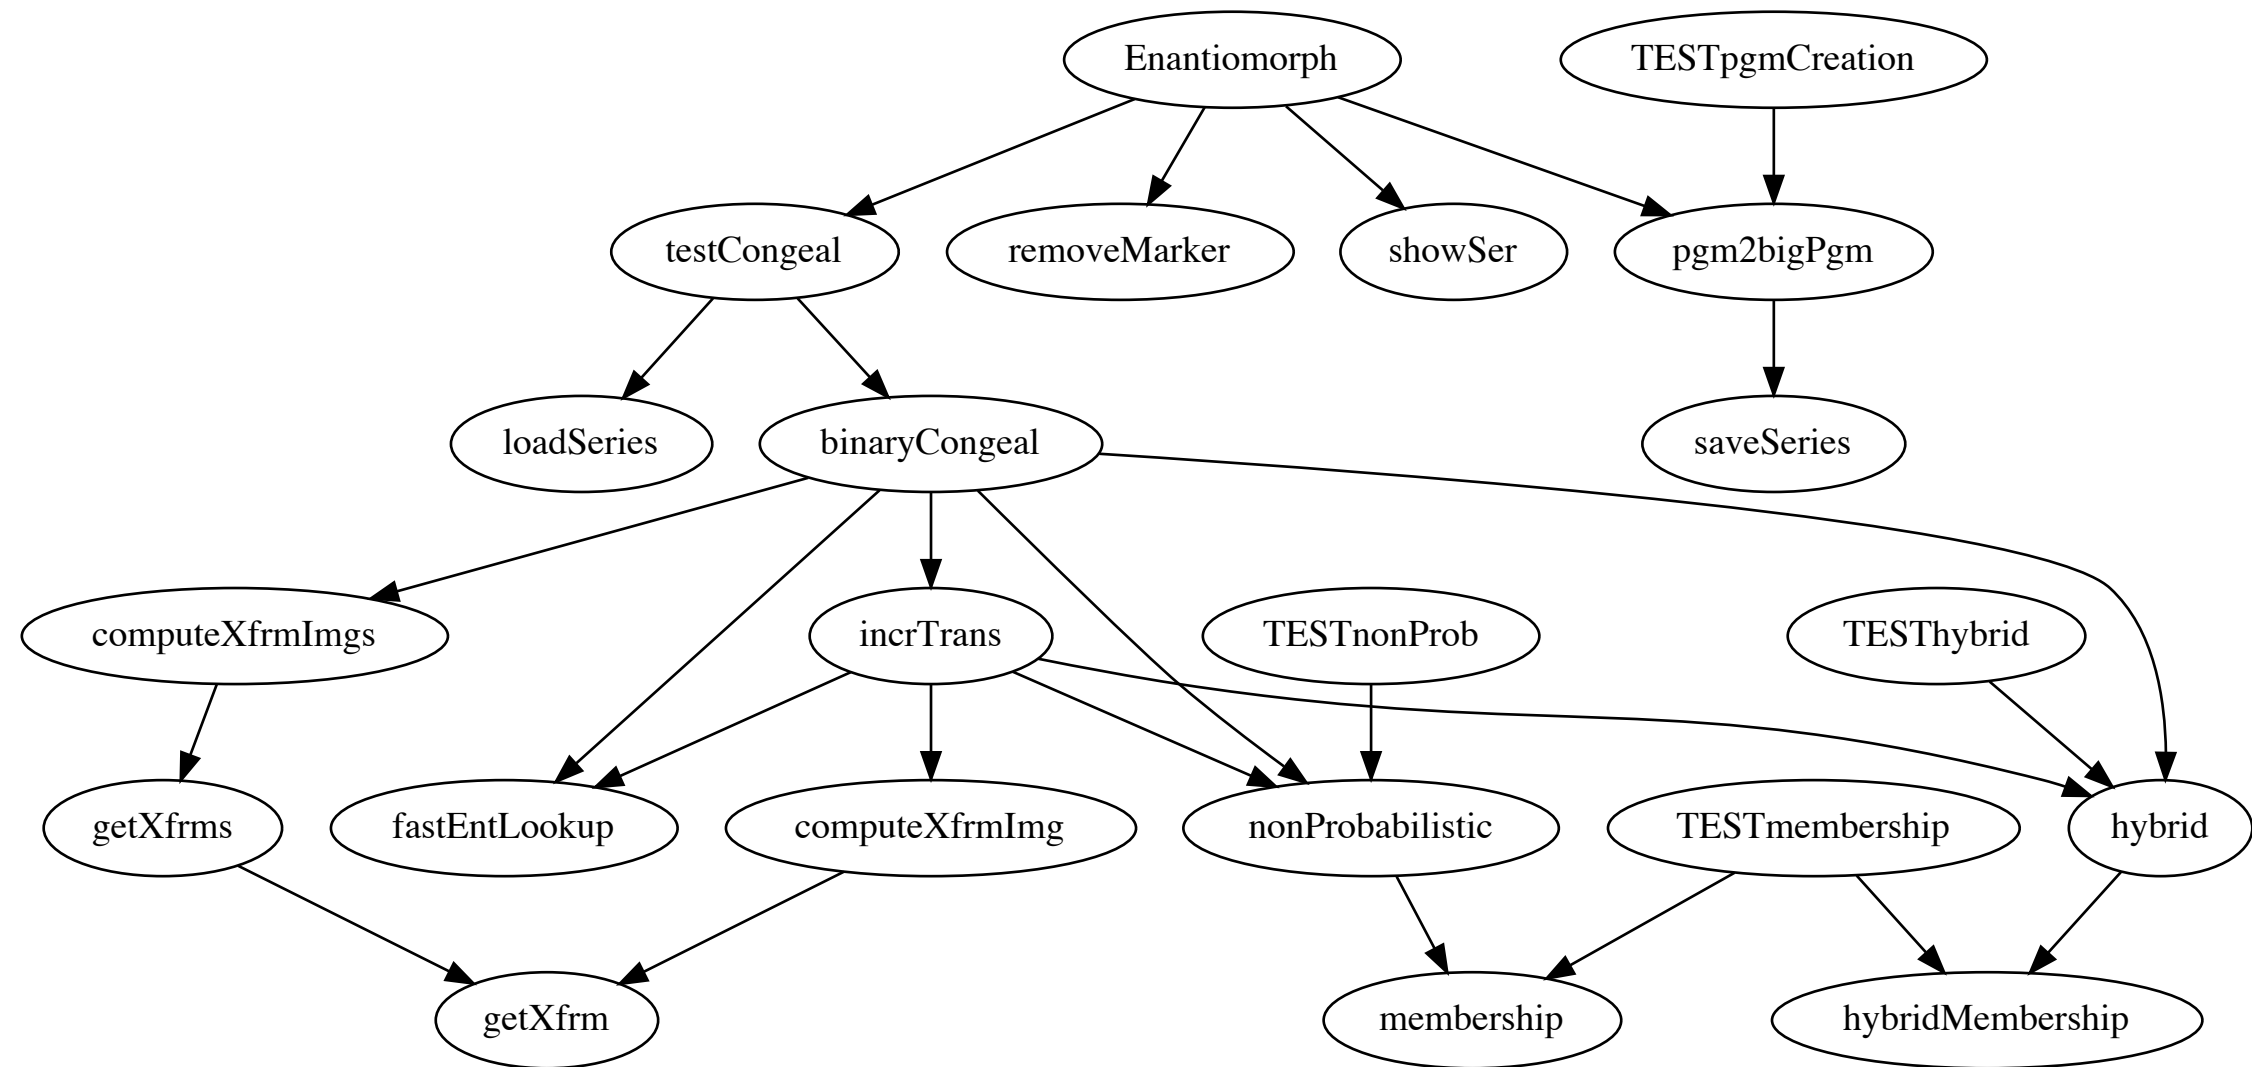 Enantiomorph
TESTpgmCreation
testCongeal
removeMarker
showSer
pgm2bigPgm
loadSeries
binaryCongeal
saveSeries
computeXfrmImgs
incrTrans
TESTnonProb
TESThybrid
getXfrms
fastEntLookup
computeXfrmImg
nonProbabilistic
TESTmembership
hybrid
getXfrm
membership
hybridMembership